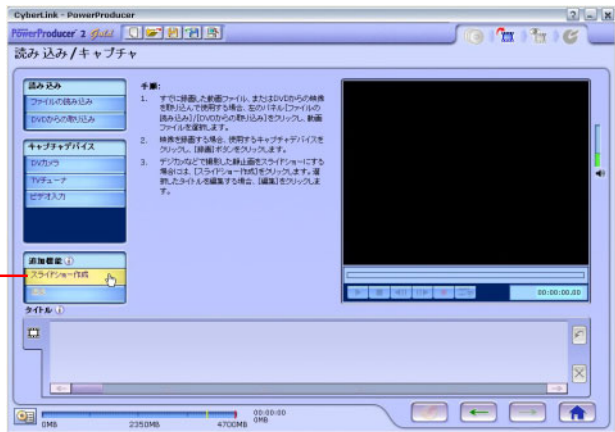 CyberLink - PowerProducer
PowerProducer 2 Gold
読み込み/キャプチャ
読み込み
ファイルの読み込み
DVDからの取り込み
キャプチャデバイス
DVカメラ
TVチューナ
ビデオ入力
追加機能
スライドショー作成
タイトル
手順:
1. すでに録画した動画ファイル、またはDVDからの映像
を取り込んで使用する場合、左のパネル[ファイルの
読み込み]/[DVDからの取り込み]をクリックし、動画
ファイルを選択します。
2. 映像を録画する場合、使用するキャプチャデバイスを
クリックし、[録画]ボタンをクリックします。
3. デジカメなどで撮影した静止画をスライドショーにする
場合には、[スライドショー作成]をクリックします。選
択したタイトルを編集する場合、[編集]をクリックしま
す。
00:00:00.00
00:00:00
0MB
0MB
2350MB
4700MB